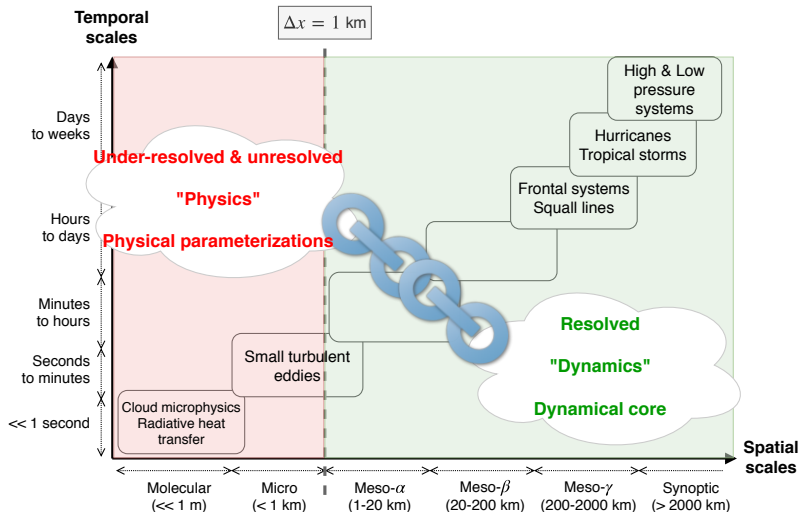 Temporal
scales
Δx = 1 km
Days
to weeks
Hours
to days
Minutes
to hours
Seconds
to minutes
<< 1 second
High & Low
pressure
systems
Hurricanes
Tropical storms
Frontal systems
Squall lines
Under-resolved & unresolved
"Physics"
Physical parameterizations
Small turbulent
eddies
Cloud microphysics
Radiative heat
transfer
Resolved
"Dynamics"
Dynamical core
Spatial
scales
Molecular
(<< 1 m)
Micro
(< 1 km)
Meso-α
(1-20 km)
Meso-β
(20-200 km)
Meso-γ
(200-2000 km)
Synoptic
(> 2000 km)